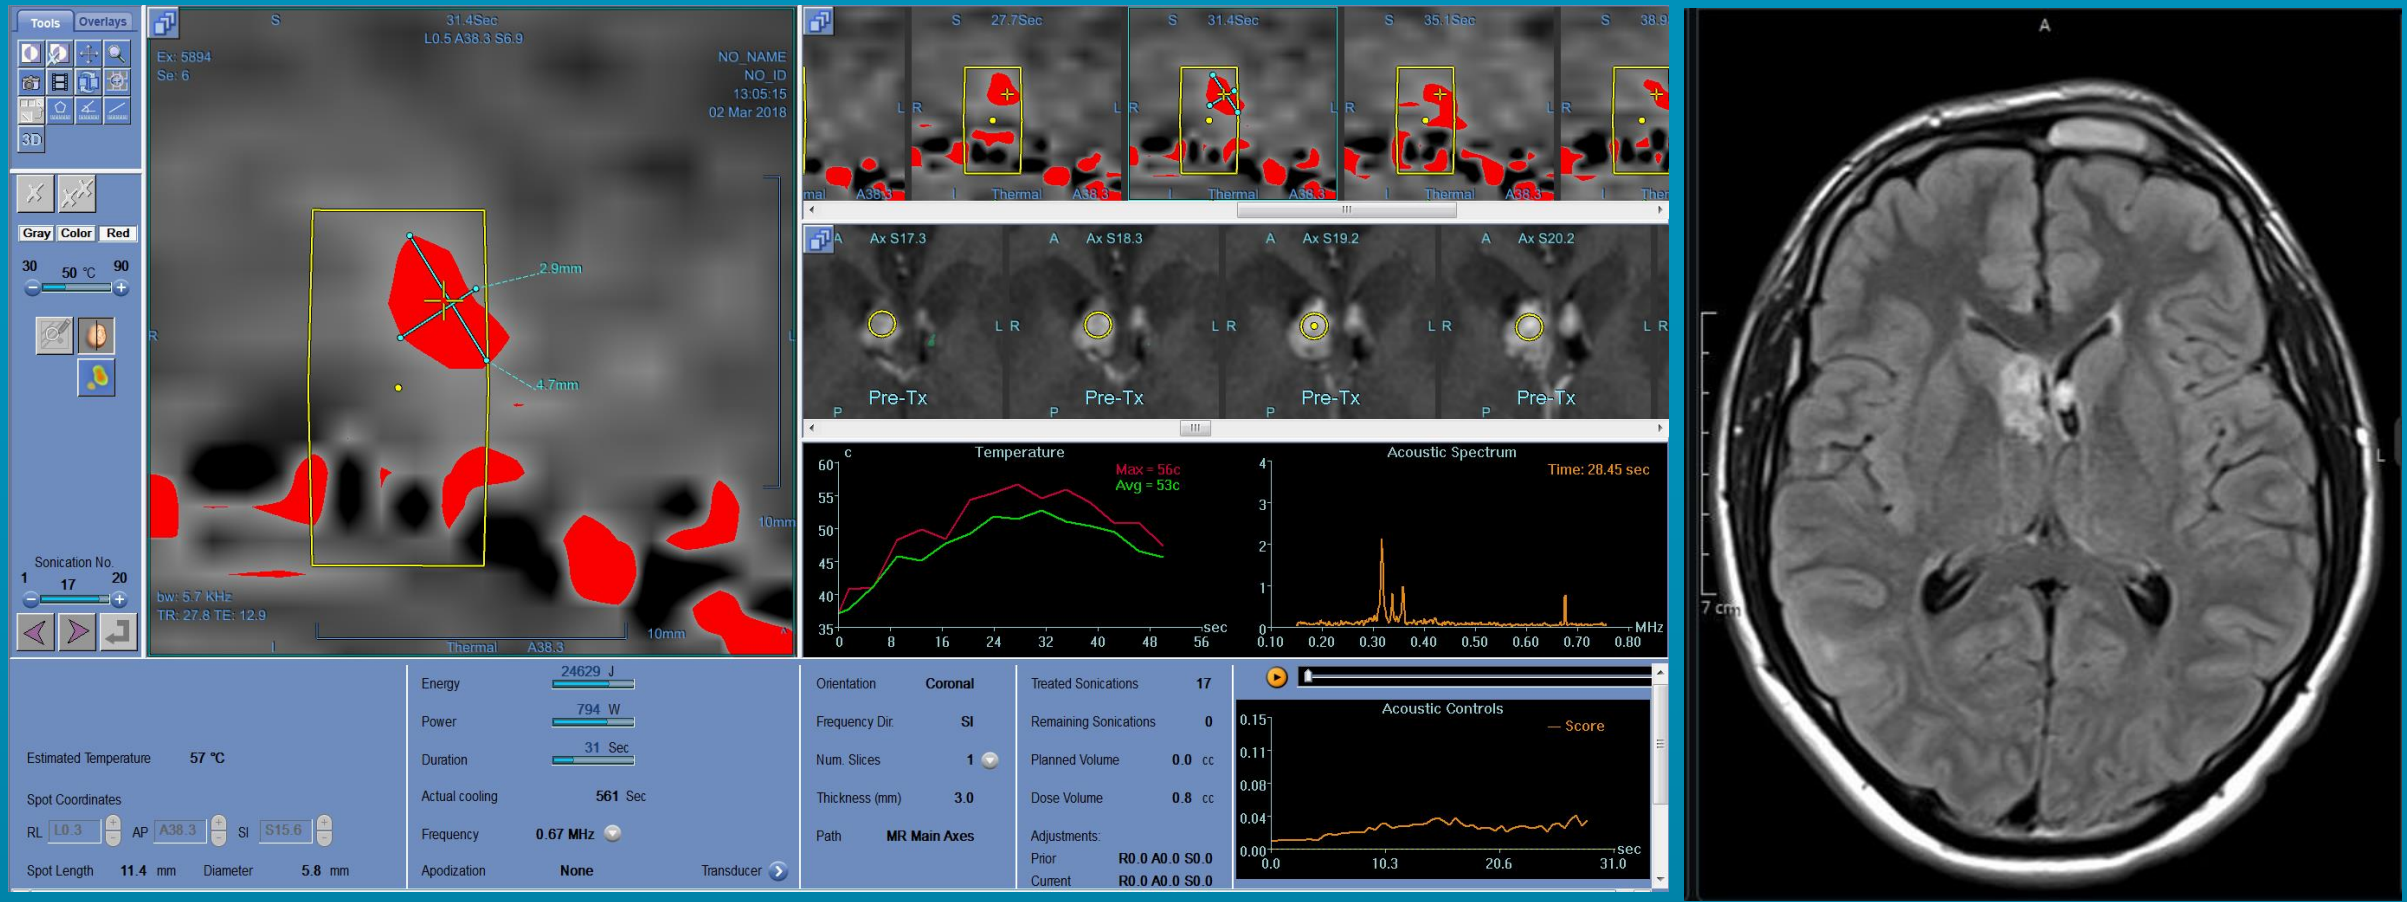 Tools
Overlays
3D
Gray Color Red
30 50 °C 90
Sonication No.
1 17 20
S 31.4Sec
L0.5 A38.3 S6.9
Ex: 5894
Se: 6
NO_NAME
NO_ID
13:05:15
02 Mar 2018
2.9mm
4.7mm
R
L
10mm
bw: 5.7 KHz
TR: 27.8 TE: 12.9
10mm
I Thermal A38.3
S 27.7Sec
S 31.4Sec
S 35.1Sec
S 38.9
L R L R L R L R
mal A38.3
I Thermal A38.3
I Thermal A38.3
I Thermal A38.3
I Ther
A Ax S17.3
A Ax S18.3
A Ax S19.2
A Ax S20.2
L R L R L R L R
Pre-Tx Pre-Tx Pre-Tx Pre-Tx
P P P P
c Temperature
Max = 56c
Avg = 53c
60
55
50
45
40
35
0 8 16 24 32 40 48 56 sec
Acoustic Spectrum
Time: 28.45 sec
4
3
2
1
0
0.10 0.20 0.30 0.40 0.50 0.60 0.70 0.80 MHz
Estimated Temperature 57 °C
Spot Coordinates
RL L0.3 AP A38.3 SI S15.6
Spot Length 11.4 mm Diameter 5.8 mm
Energy 24629 J
Power 794 W
Duration 31 Sec
Actual cooling 561 Sec
Frequency 0.67 MHz
Apodization None Transducer
Orientation Coronal
Frequency Dir. SI
Num. Slices 1
Thickness (mm) 3.0
Path MR Main Axes
Treated Sonications 17
Remaining Sonications 0
Planned Volume 0.0 cc
Dose Volume 0.8 cc
Adjustments:
Prior R0.0 A0.0 S0.0
Current R0.0 A0.0 S0.0
Acoustic Controls
Score
0.15
0.11
0.08
0.04
0.00
0.0 10.3 20.6 31.0 sec
A
L
7 cm